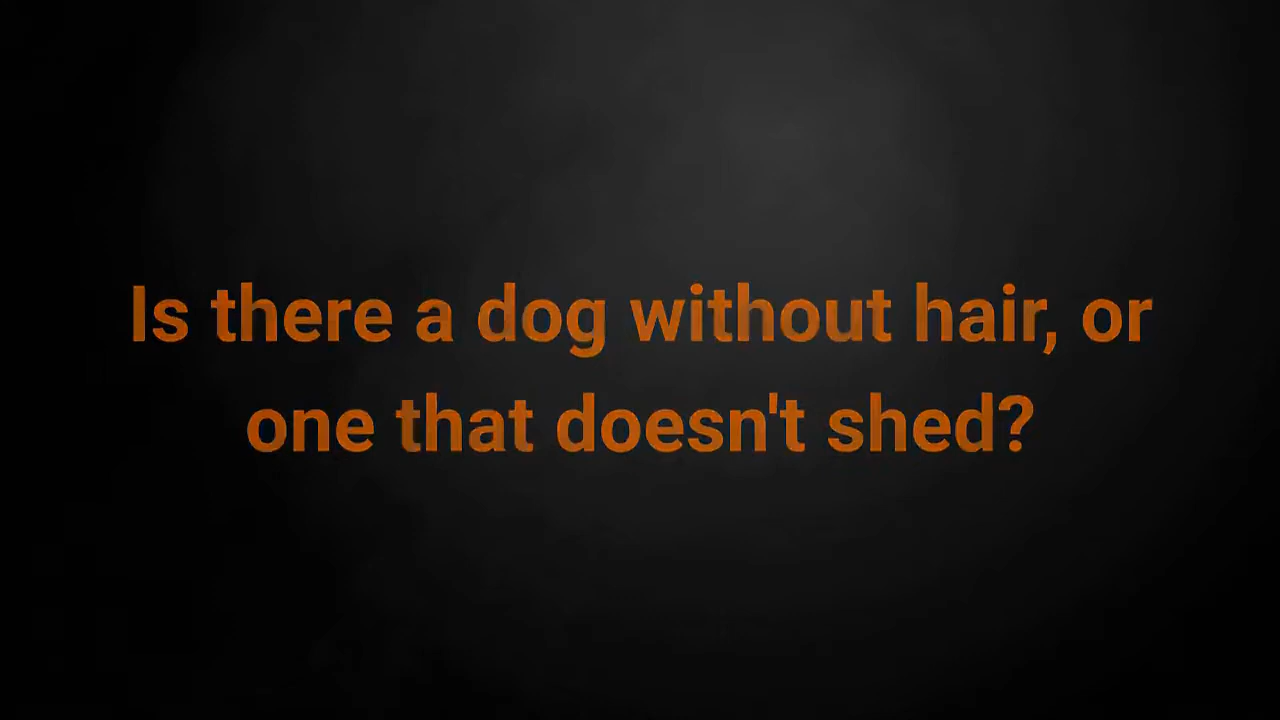 Is there a dog without hair, or
one that doesn't shed?